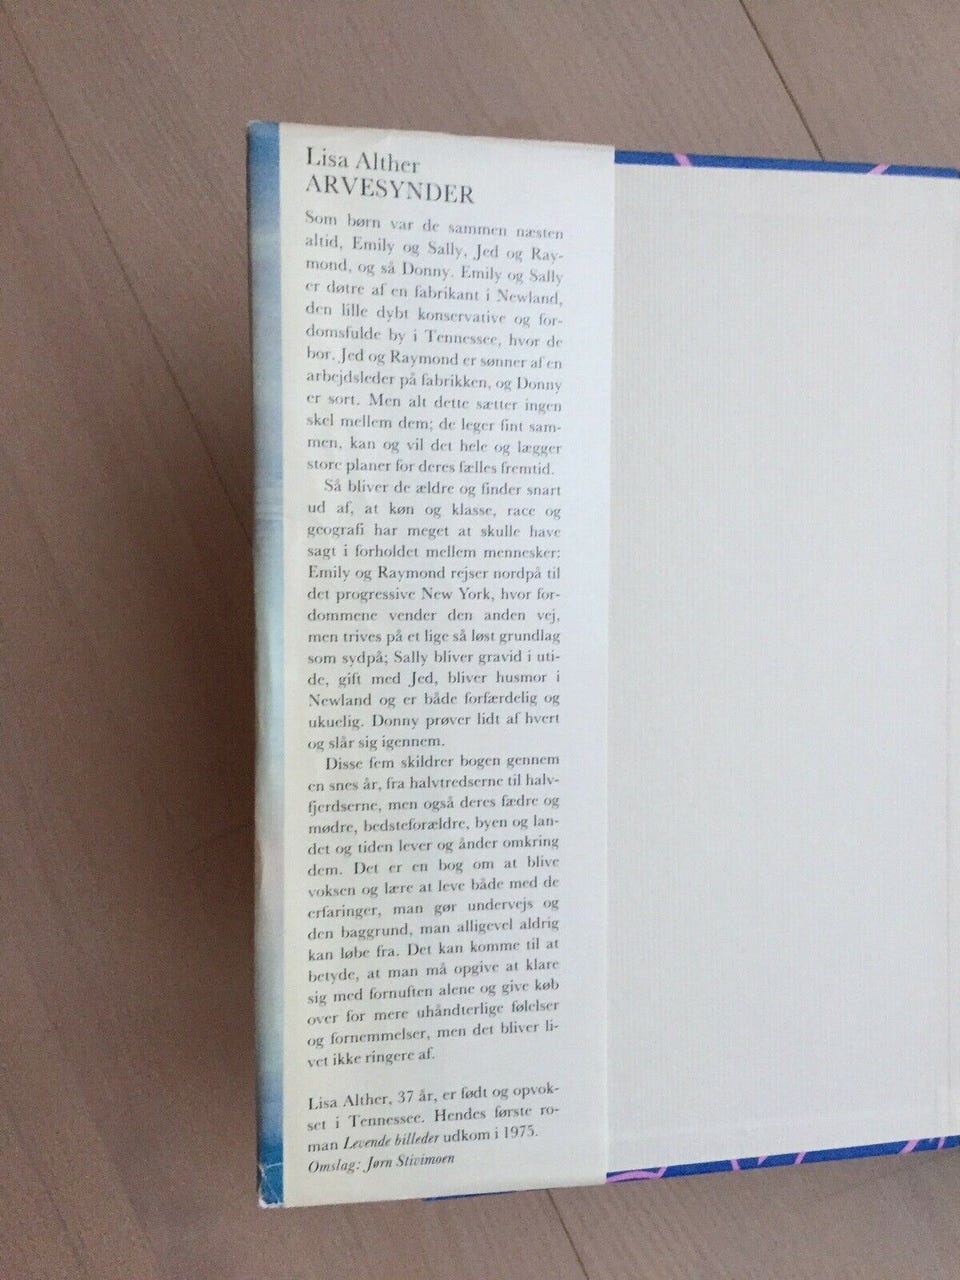 Lisa Alther
ARVESYNDER
Som børn var de sammen næsten
altid, Emily og Sally, Jed og Ray-
mond, og så Donny. Emily og Sally
er døtre af en fabrikant i Newland,
den lille dybt konservative og for-
domsfulde by i Tennessee, hvor de
bor. Jed og Raymond er sønner af en
arbejdsleder på fabrikken, og Donny
er sort. Men alt dette sætter ingen
skel mellem dem; de leger fint sam-
men, kan og vil det hele og lægger
store planer for deres fælles fremtid.
Så bliver de ældre og finder snart
ud af, at køn og klasse, race og
geografi har meget at skulle have
sagt i forholdet mellem mennesker:
Emily og Raymond rejser nordpå til
det progressive New York, hvor for-
dommene vender den anden vej,
men trives på et lige så løst grundlag
som sydpå; Sally bliver gravid i uti-
de, gift med Jed, bliver husmor i
Newland og er både forfærdelig og
ukuelig. Donny prøver lidt af hvert
og slår sig igennem.
Disse fem skildrer bogen gennem
en snes år, fra halvtredserne til halv-
fjerdserne, men også deres fædre og
mødre, bedsteforældre, byen og lan-
det og tiden lever og ånder omkring
dem. Det er en bog om at blive
voksen og lære at leve både med de
erfaringer, man gør undervejs og
den baggrund, man alligevel aldrig
kan løbe fra. Det kan komme til at
betyde, at man må opgive at klare
sig med fornuften alene og give køb
over for mere uhåndterlige følelser
og fornemmelser, men det bliver li-
vet ikke ringere af.
Lisa Alther, 37 år, er født og opvok-
set i Tennessee. Hendes første ro-
man Levende billeder udkom i 1975.
Omslag: Jørn Stivimoen